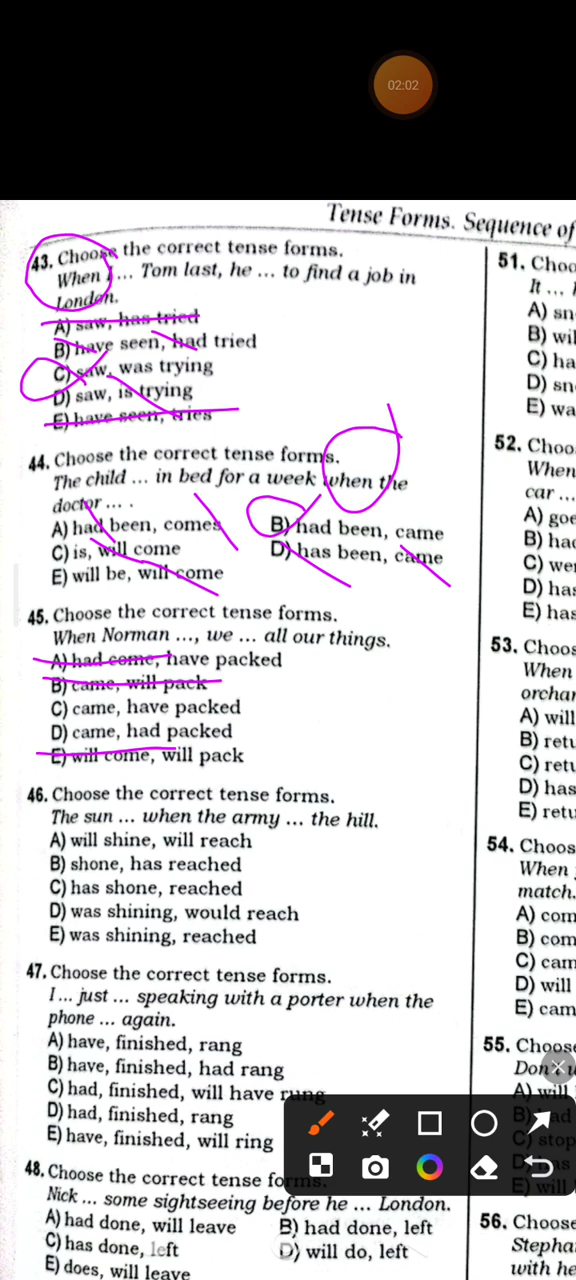 02:02
Tense Forms. Sequence of
43. Choose the correct tense forms.
When I ... Tom last, he ... to find a job in
London.
A) saw, has tried
B) have seen, had tried
C) saw, was trying
D) saw, is trying
E) have seen, tries
44. Choose the correct tense forms.
The child ... in bed for a week when the
doctor ... .
A) had been, comes
B) had been, came
C) is, will come
D) has been, came
E) will be, will come
45. Choose the correct tense forms.
When Norman ..., we ... all our things.
A) had come, have packed
B) came, will pack
C) came, have packed
D) came, had packed
E) will come, will pack
46. Choose the correct tense forms.
The sun ... when the army ... the hill.
A) will shine, will reach
B) shone, has reached
C) has shone, reached
D) was shining, would reach
E) was shining, reached
47. Choose the correct tense forms.
I ... just ... speaking with a porter when the
phone ... again.
A) have, finished, rang
B) have, finished, had rang
C) had, finished, will have rung
D) had, finished, rang
E) have, finished, will ring
48. Choose the correct tense forms.
Nick ... some sightseeing before he ... London.
A) had done, will leave
B) had done, left
C) has done, left
D) will do, left
E) does, will leave
51. Choo
It ...
A) sn
B) wil
C) ha
D) sn
E) wa
52. Choo
When
car ...
A) goe
B) had
C) we
D) has
E) has
53. Choos
When
orchar
A) will
B) retu
C) retu
D) has
E) retu
54. Choos
When
match.
A) com
B) com
C) cam
D) will
E) cam
55. Choose
A) will
C) stop
E) will
56. Choose
Stepha
with he